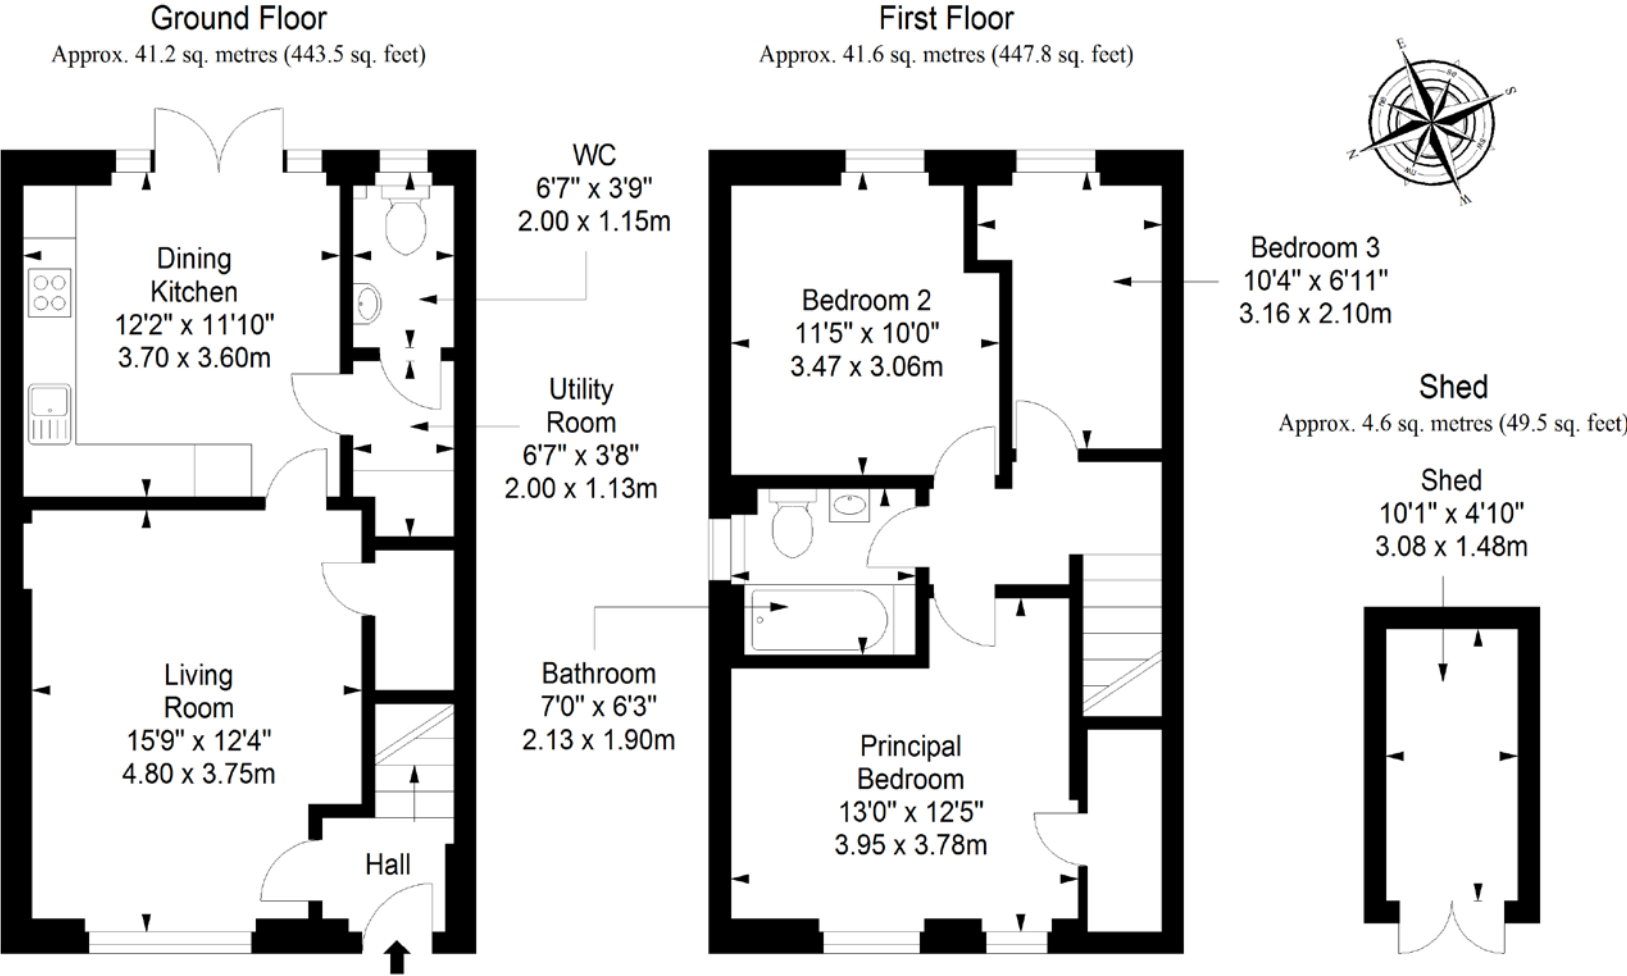 Ground Floor
Approx. 41.2 sq. metres (443.5 sq. feet)
Dining
Kitchen
12'2" x 11'10"
3.70 x 3.60m
WC
6'7" x 3'9"
2.00 x 1.15m
Utility
Room
6'7" x 3'8"
2.00 x 1.13m
Living
Room
15'9" x 12'4"
4.80 x 3.75m
Hall
First Floor
Approx. 41.6 sq. metres (447.8 sq. feet)
Bedroom 2
11'5" x 10'0"
3.47 x 3.06m
Bedroom 3
10'4" x 6'11"
3.16 x 2.10m
Bathroom
7'0" x 6'3"
2.13 x 1.90m
Principal
Bedroom
13'0" x 12'5"
3.95 x 3.78m
E
S
N
W
Shed
Approx. 4.6 sq. metres (49.5 sq. feet)
Shed
10'1" x 4'10"
3.08 x 1.48m